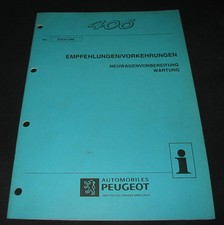 406
EMPFEHLUNGEN/VORKEHRUNGEN
NEUWAGENVORBEREITUNG
WARTUNG
i
AUTOMOBILES
PEUGEOT